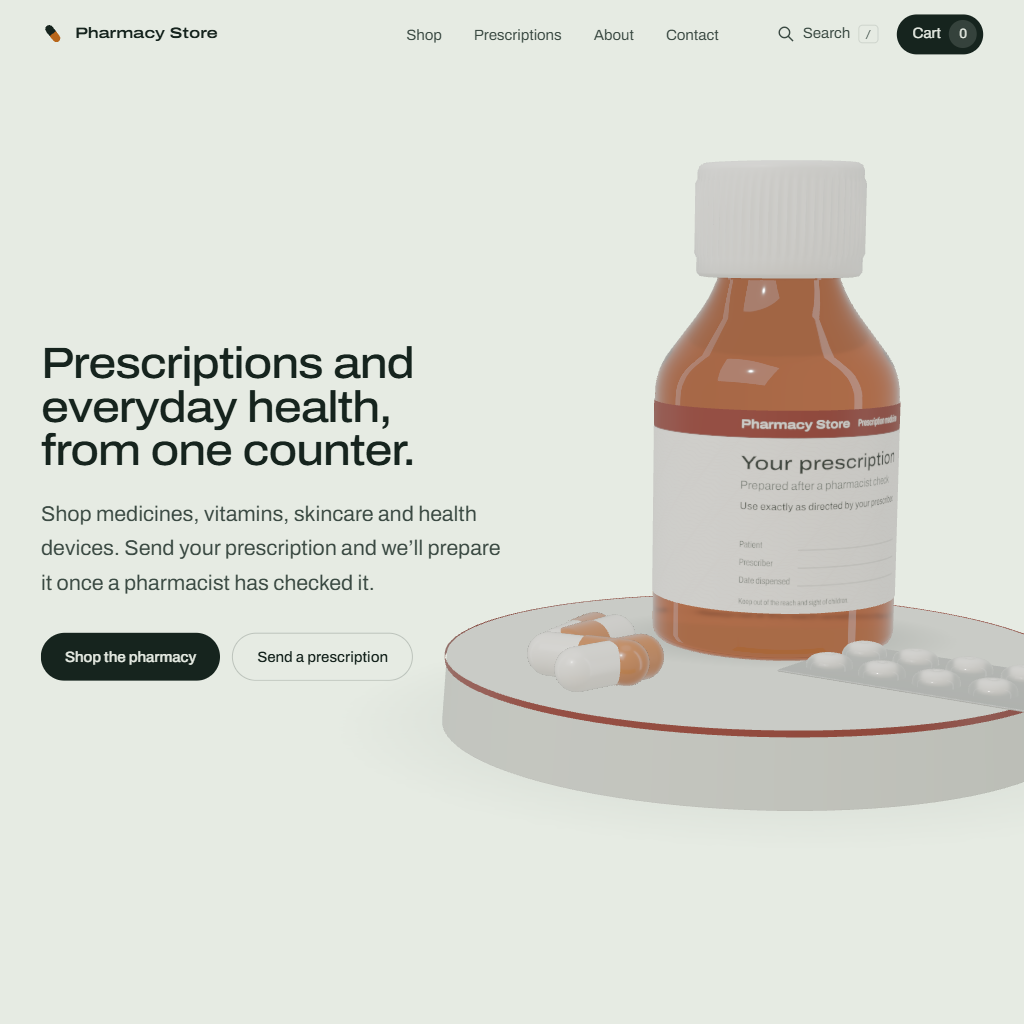 Pharmacy Store
Shop
Prescriptions
About
Contact
Search /
Cart 0
Prescriptions and
everyday health,
from one counter.
Shop medicines, vitamins, skincare and health
devices. Send your prescription and we’ll prepare
it once a pharmacist has checked it.
Shop the pharmacy
Send a prescription
Pharmacy Store Prescription medicine
Your prescription
Prepared after a pharmacist check
Use exactly as directed by your prescriber
Patient
Prescriber
Date dispensed
Keep out of the reach and sight of children